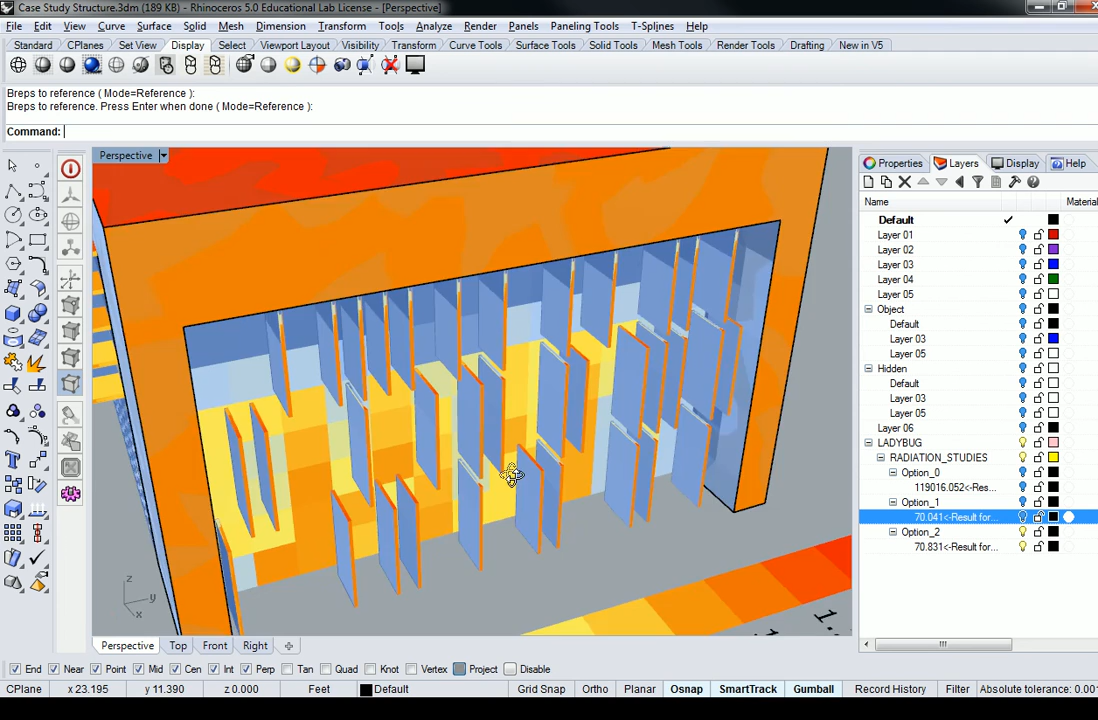 Case Study Structure.3dm (189 KB) - Rhinoceros 5.0 Educational Lab License - [Perspective]
File Edit View Curve Surface Solid Mesh Dimension Transform Tools Analyze Render Panels Paneling Tools T-Splines Help
Standard CPlanes Set View Display Select Viewport Layout Visibility Transform Curve Tools Surface Tools Solid Tools Mesh Tools Render Tools Drafting New in V5
Breps to reference ( Mode=Reference ):
Breps to reference. Press Enter when done ( Mode=Reference ):
Command:
Perspective
Properties Layers Display Help
Name Material
Default
Layer 01
Layer 02
Layer 03
Layer 04
Layer 05
Object
Default
Layer 03
Layer 05
Hidden
Default
Layer 03
Layer 05
Layer 06
LADYBUG
RADIATION_STUDIES
Option_0
119016.052<-Res...
Option_1
70.041<-Result for...
Option_2
70.831<-Result for...
z
y
x
Perspective Top Front Right
End Near Point Mid Cen Int Perp Tan Quad Knot Vertex Project Disable
CPlane x 23.195 y 11.390 z 0.000 Feet Default Grid Snap Ortho Planar Osnap SmartTrack Gumball Record History Filter Absolute tolerance: 0.001